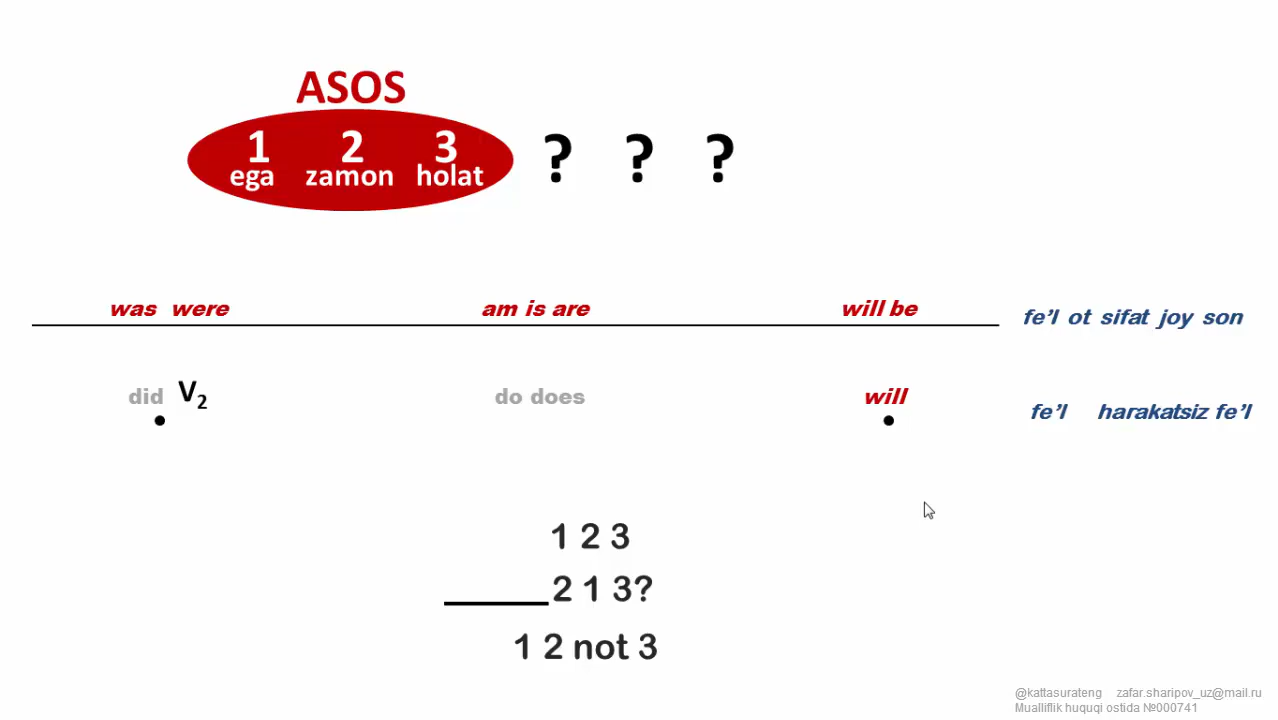 ASOS
1 2 3 ? ? ?
ega zamon holat
was were am is are will be fe’l ot sifat joy son
did V₂ do does will fe’l harakatsiz fe’l
1 2 3
______2 1 3?
1 2 not 3
@kattasurateng zafar.sharipov_uz@mail.ru
Mualliflik huquqi ostida №000741